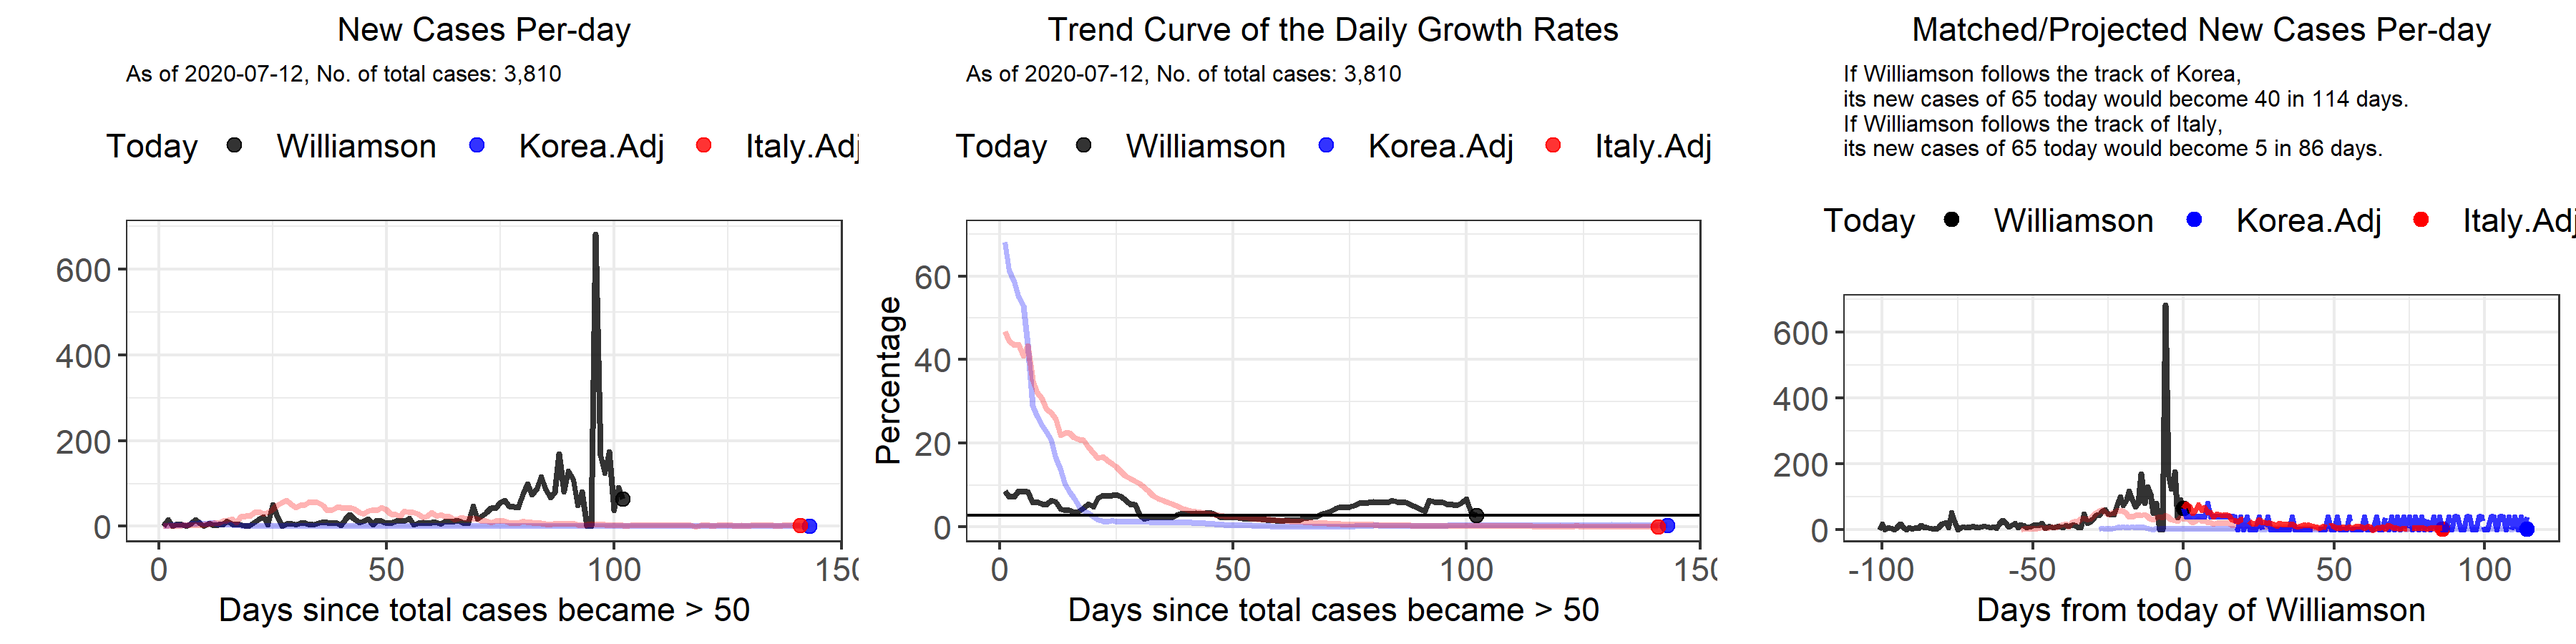 New Cases Per-day
As of 2020-07-12, No. of total cases: 3,810
Today Williamson Korea.Adj Italy.Adj
600
400
200
0
0 50 100 150
Days since total cases became > 50
Trend Curve of the Daily Growth Rates
As of 2020-07-12, No. of total cases: 3,810
Today Williamson Korea.Adj Italy.Adj
Percentage
60
40
20
0
0 50 100 150
Days since total cases became > 50
Matched/Projected New Cases Per-day
If Williamson follows the track of Korea,
its new cases of 65 today would become 40 in 114 days.
If Williamson follows the track of Italy,
its new cases of 65 today would become 5 in 86 days.
Today Williamson Korea.Adj Italy.Adj
600
400
200
0
-100 -50 0 50 100
Days from today of Williamson